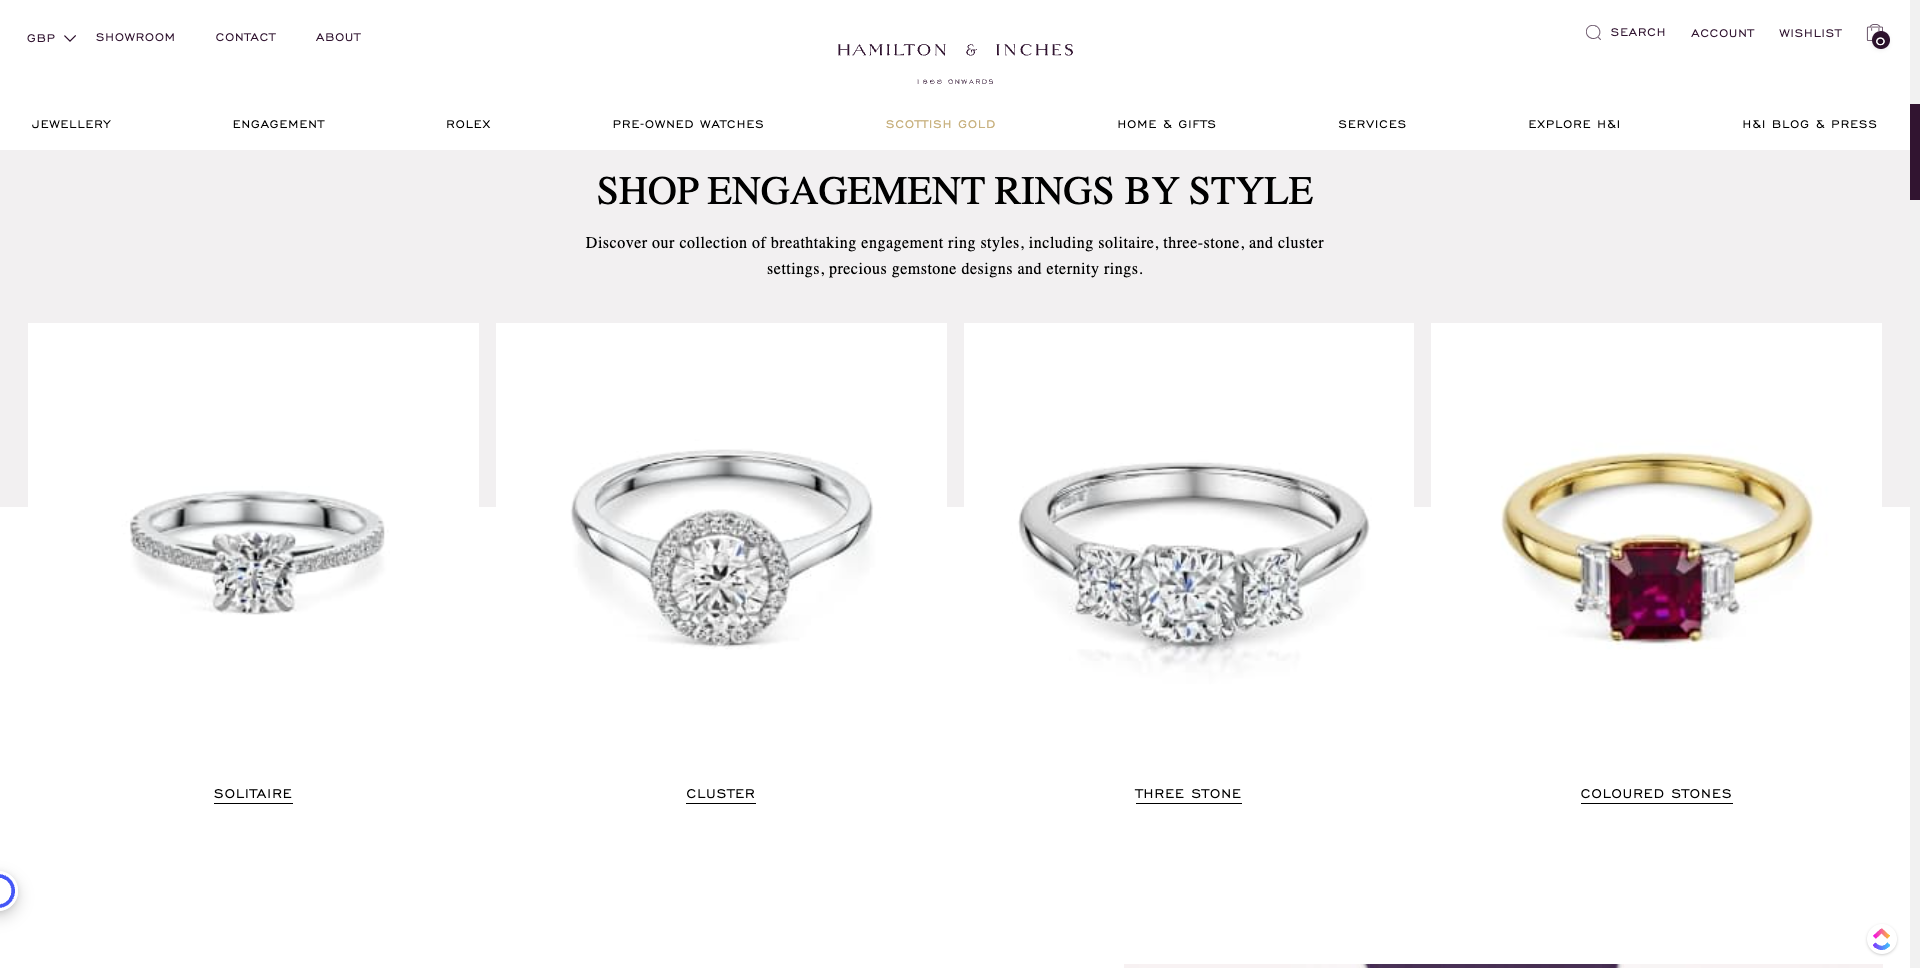 GBP SHOWROOM CONTACT ABOUT
HAMILTON & INCHES
1866 ONWARDS
SEARCH ACCOUNT WISHLIST 0
JEWELLERY ENGAGEMENT ROLEX PRE-OWNED WATCHES SCOTTISH GOLD HOME & GIFTS SERVICES EXPLORE H&I H&I BLOG & PRESS
SHOP ENGAGEMENT RINGS BY STYLE
Discover our collection of breathtaking engagement ring styles, including solitaire, three-stone, and cluster
settings, precious gemstone designs and eternity rings.
SOLITAIRE CLUSTER THREE STONE COLOURED STONES